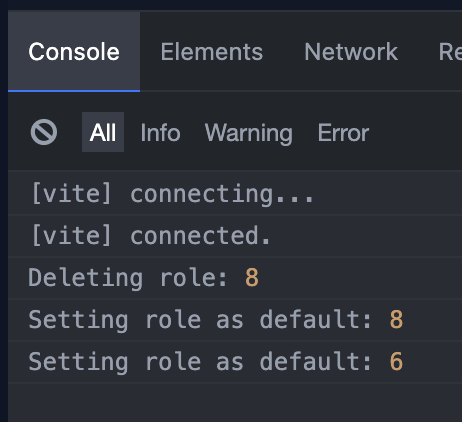 Console Elements Network Re
All Info Warning Error
[vite] connecting...
[vite] connected.
Deleting role: 8
Setting role as default: 8
Setting role as default: 6